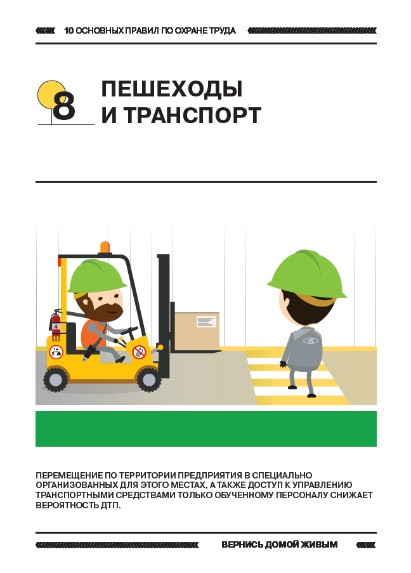 10 ОСНОВНЫХ ПРАВИЛ ПО ОХРАНЕ ТРУДА
8
ПЕШЕХОДЫ
И ТРАНСПОРТ
ПЕРЕМЕЩЕНИЕ ПО ТЕРРИТОРИИ ПРЕДПРИЯТИЯ В СПЕЦИАЛЬНО
ОРГАНИЗОВАННЫХ ДЛЯ ЭТОГО МЕСТАХ, А ТАКЖЕ ДОСТУП К УПРАВЛЕНИЮ
ТРАНСПОРТНЫМИ СРЕДСТВАМИ ТОЛЬКО ОБУЧЕННОМУ ПЕРСОНАЛУ СНИЖАЕТ
ВЕРОЯТНОСТЬ ДТП.
ВЕРНИСЬ ДОМОЙ ЖИВЫМ